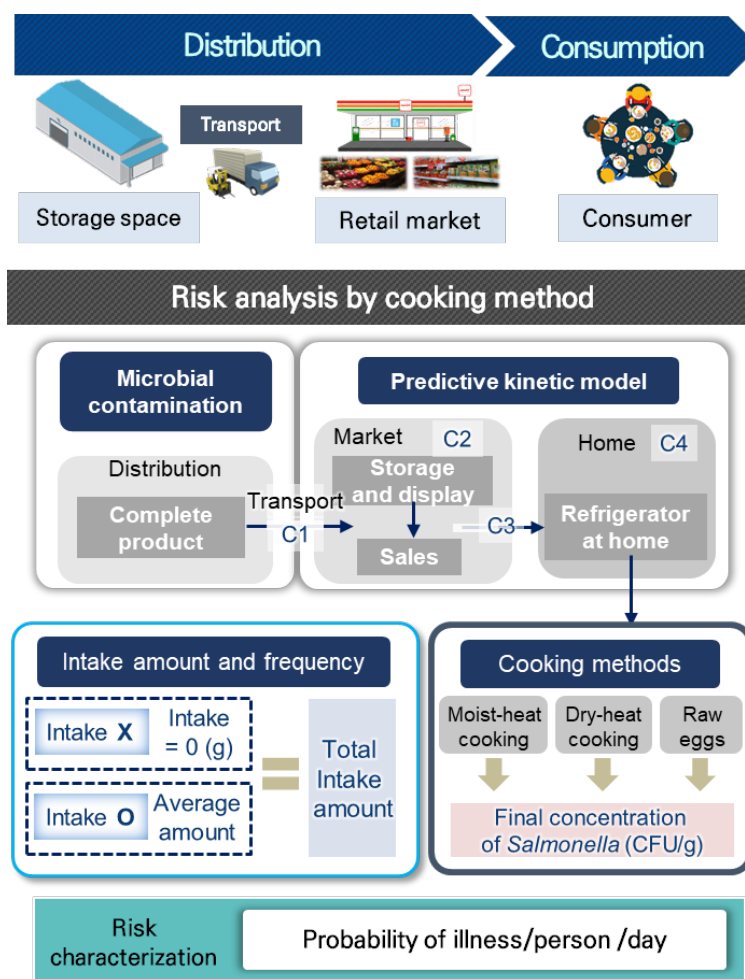 Distribution
Consumption
Transport
Storage space
Retail market
Consumer
Risk analysis by cooking method
Microbial
contamination
Predictive kinetic model
Distribution
Complete
product
Transport
C1
Market
C2
Storage
and display
Sales
C3
Home
C4
Refrigerator
at home
Intake amount and frequency
Intake X
Intake
= 0 (g)
Intake O
Average
amount
Total
Intake
amount
Cooking methods
Moist-heat
cooking
Dry-heat
cooking
Raw
eggs
Final concentration
of Salmonella (CFU/g)
Risk
characterization
Probability of illness/person /day